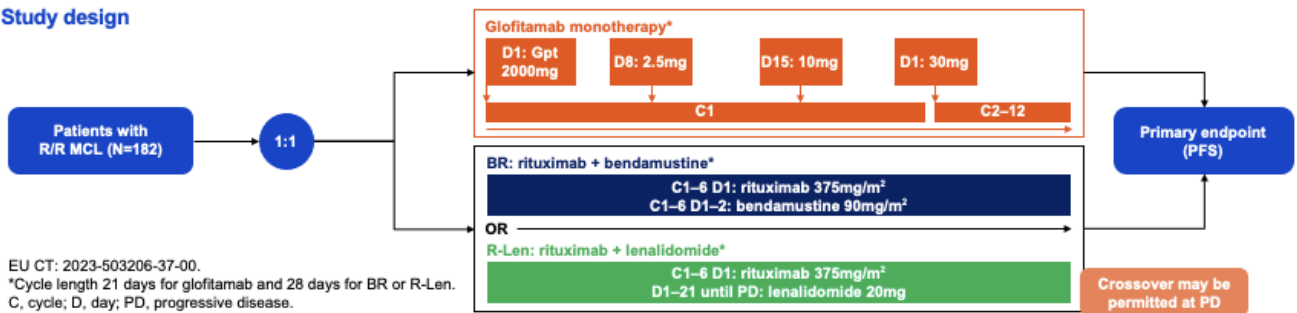 Study design
Glofitamab monotherapy*
D1: Gpt
2000mg
D8: 2.5mg
D15: 10mg
D1: 30mg
C1
C2–12
Patients with
R/R MCL (N=182)
1:1
Primary endpoint
(PFS)
BR: rituximab + bendamustine*
C1–6 D1: rituximab 375mg/m²
C1–6 D1–2: bendamustine 90mg/m²
OR
R-Len: rituximab + lenalidomide*
C1–6 D1: rituximab 375mg/m²
D1–21 until PD: lenalidomide 20mg
Crossover may be
permitted at PD
EU CT: 2023-503206-37-00.
*Cycle length 21 days for glofitamab and 28 days for BR or R-Len.
C, cycle; D, day; PD, progressive disease.